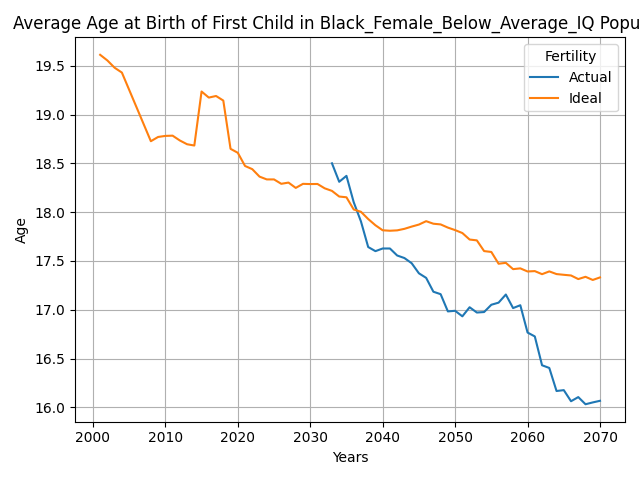 Average Age at Birth of First Child in Black_Female_Below_Average_IQ Popu
Fertility
Actual
Ideal
19.5
19.0
18.5
18.0
17.5
17.0
16.5
16.0
Age
2000 2010 2020 2030 2040 2050 2060 2070
Years